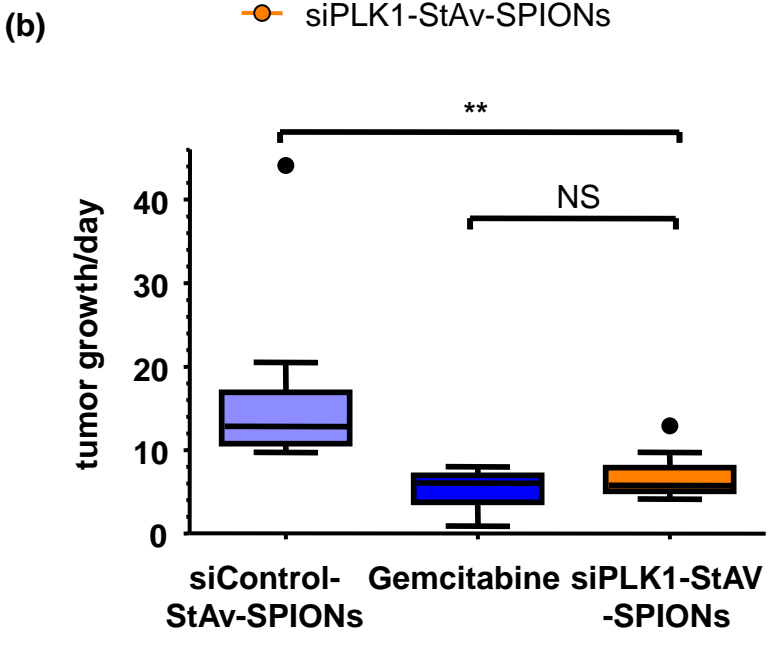 (b)
siPLK1-StAv-SPIONs
**
NS
tumor growth/day
40
30
20
10
0
siControl-
StAv-SPIONs
Gemcitabine
siPLK1-StAV
-SPIONs